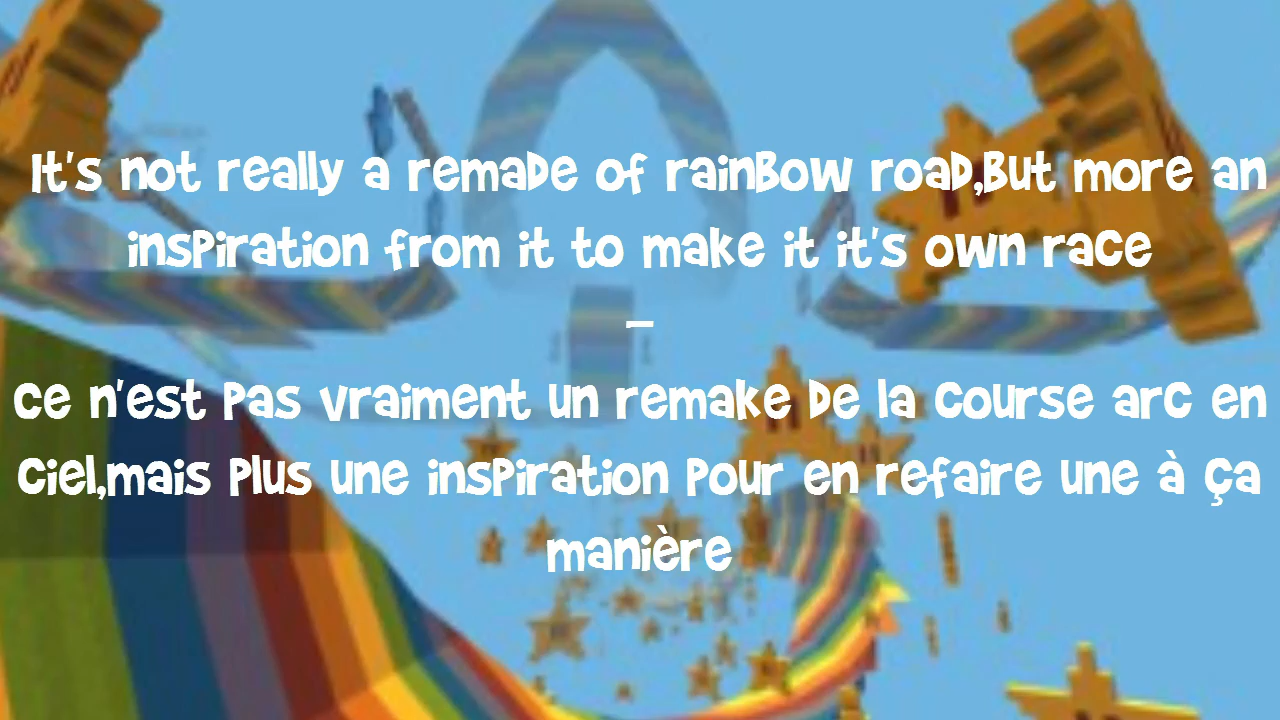 It's not really a remade of rainbow road,But more an
inspiration from it to make it it's own race
-
Ce n'est pas vraiment un remake de la course arc en
ciel,mais plus une inspiration pour en refaire une à ça
manière